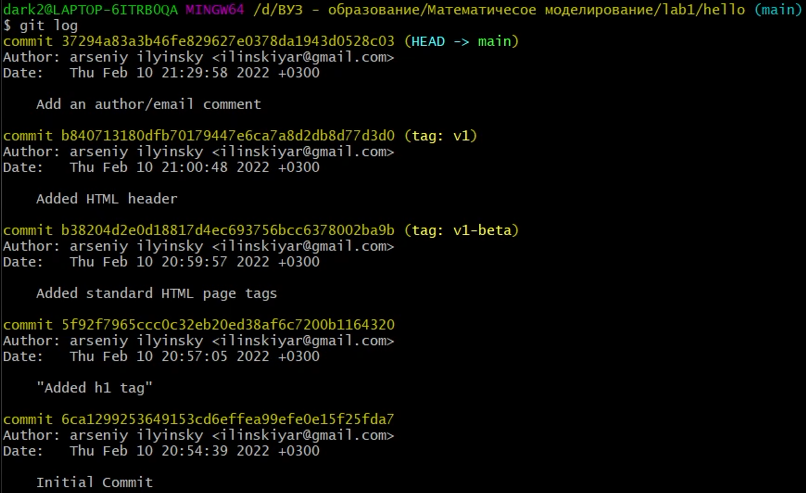 dark2@LAPTOP-6ITRBOQA MINGW64 /d/ВУЗ - образование/Математичесое моделирование/lab1/hello (main)
$ git log
commit 37294a83a3b46fe829627e0378da1943d0528c03 (HEAD -> main)
Author: arseniy ilyinsky <ilinskiyar@gmail.com>
Date:   Thu Feb 10 21:29:58 2022 +0300

    Add an author/email comment

commit b840713180dfb70179447e6ca7a8d2db8d77d3d0 (tag: v1)
Author: arseniy ilyinsky <ilinskiyar@gmail.com>
Date:   Thu Feb 10 21:00:48 2022 +0300

    Added HTML header

commit b38204d2e0d18817d4ec693756bcc6378002ba9b (tag: v1-beta)
Author: arseniy ilyinsky <ilinskiyar@gmail.com>
Date:   Thu Feb 10 20:59:57 2022 +0300

    Added standard HTML page tags

commit 5f92f7965ccc0c32eb20ed38af6c7200b1164320
Author: arseniy ilyinsky <ilinskiyar@gmail.com>
Date:   Thu Feb 10 20:57:05 2022 +0300

    "Added h1 tag"

commit 6ca1299253649153cd6effea99efe0e15f25fda7
Author: arseniy ilyinsky <ilinskiyar@gmail.com>
Date:   Thu Feb 10 20:54:39 2022 +0300

    Initial Commit